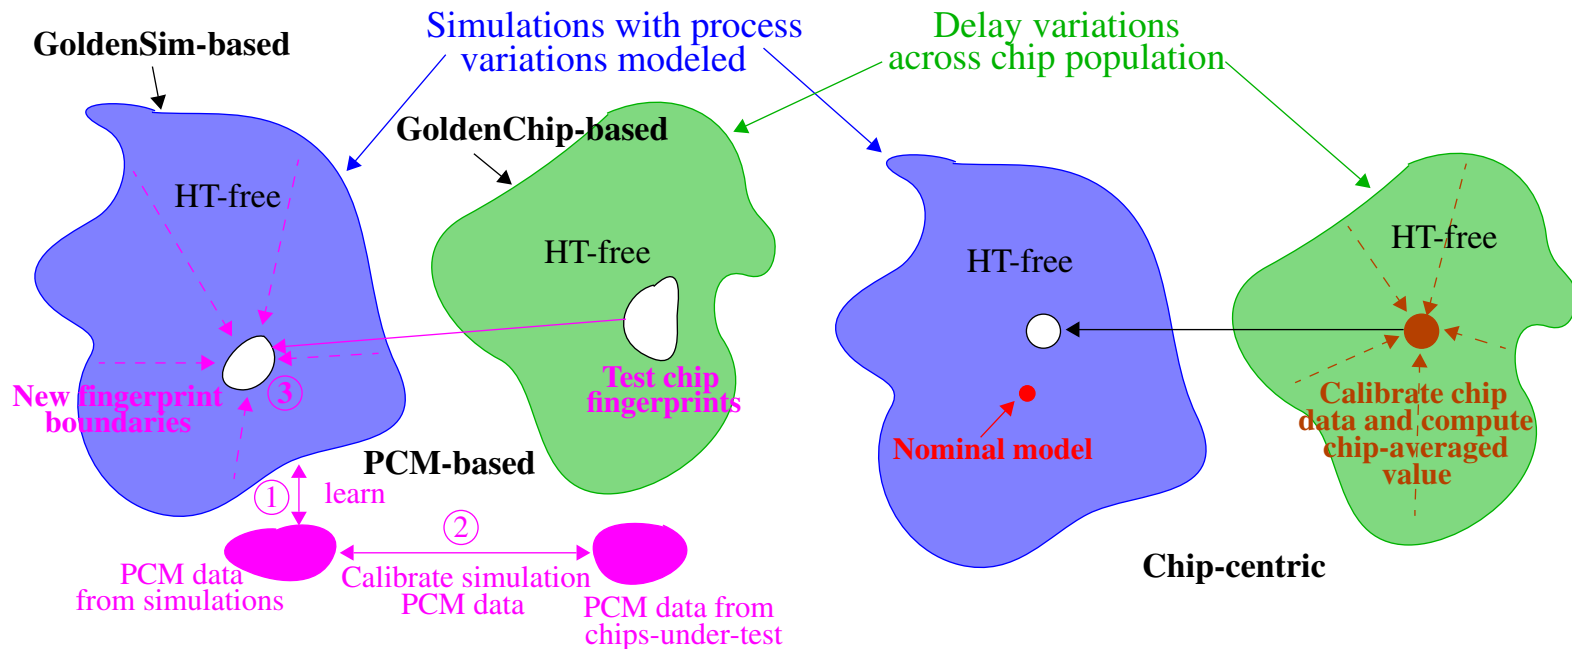 GoldenSim-based
Simulations with process
variations modeled
Delay variations
across chip population
GoldenChip-based
HT-free
HT-free
HT-free
HT-free
New fingerprint
boundaries
3
Test chip
fingerprints
PCM-based
1
learn
2
PCM data
from simulations
Calibrate simulation
PCM data
PCM data from
chips-under-test
Nominal model
Calibrate chip
data and compute
chip-averaged
value
Chip-centric